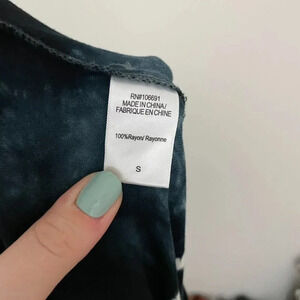 RN#106691
MADE IN CHINA/
FABRIQUE EN CHINE
100%Rayon/ Rayonne
S